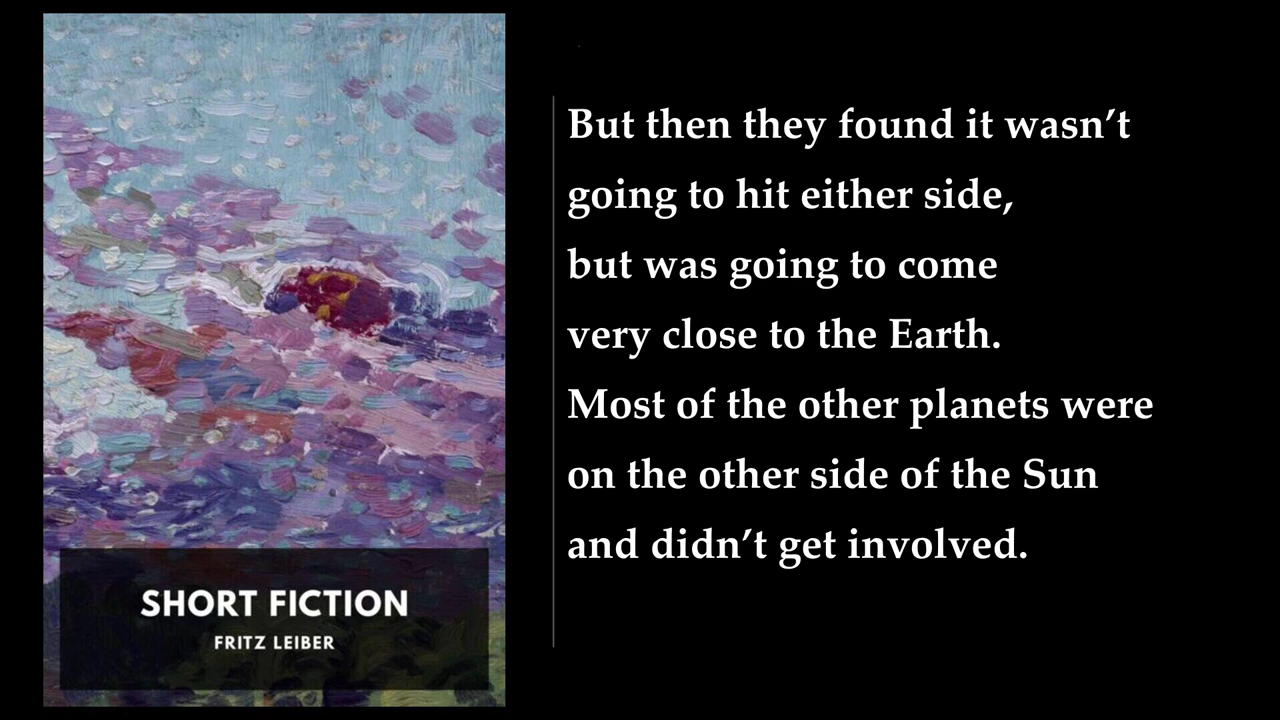 SHORT FICTION
FRITZ LEIBER
But then they found it wasn’t
going to hit either side,
but was going to come
very close to the Earth.
Most of the other planets were
on the other side of the Sun
and didn’t get involved.